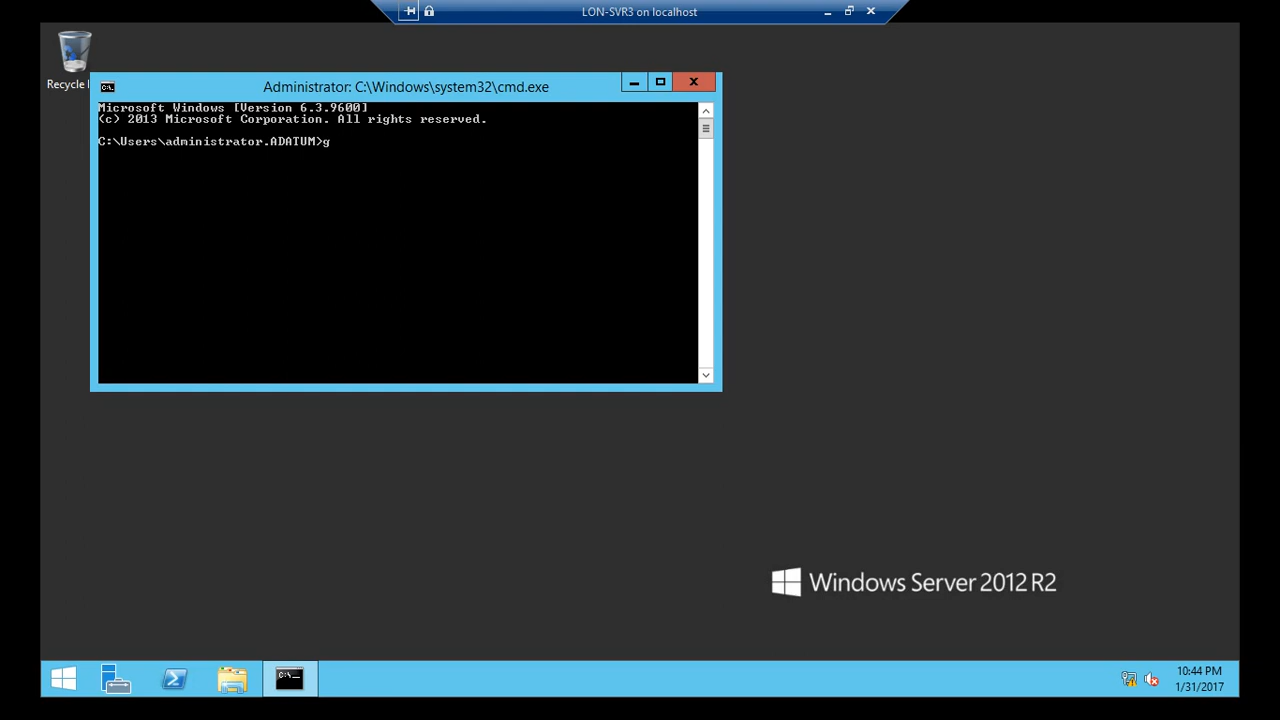 LON-SVR3 on localhost
Recycle
Administrator: C:\Windows\system32\cmd.exe
Microsoft Windows [Version 6.3.9600]
(c) 2013 Microsoft Corporation. All rights reserved.
C:\Users\administrator.ADATUM>g
Windows Server 2012 R2
10:44 PM
1/31/2017